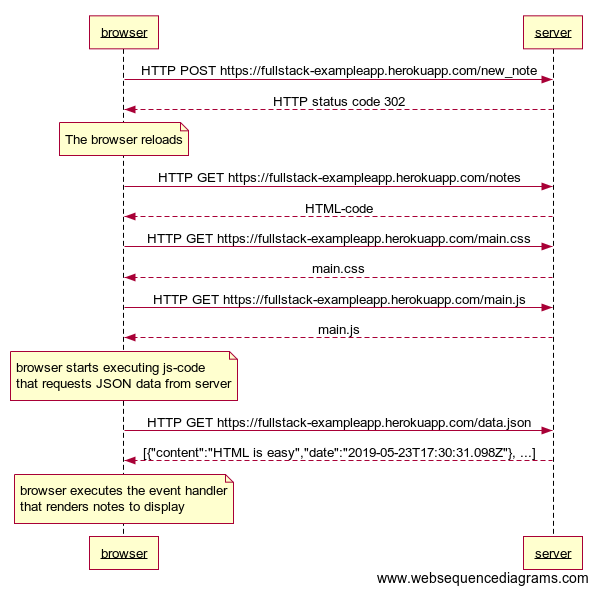 browser
server
HTTP POST https://fullstack-exampleapp.herokuapp.com/new_note
HTTP status code 302
The browser reloads
HTTP GET https://fullstack-exampleapp.herokuapp.com/notes
HTML-code
HTTP GET https://fullstack-exampleapp.herokuapp.com/main.css
main.css
HTTP GET https://fullstack-exampleapp.herokuapp.com/main.js
main.js
browser starts executing js-code
that requests JSON data from server
HTTP GET https://fullstack-exampleapp.herokuapp.com/data.json
[{"content":"HTML is easy","date":"2019-05-23T17:30:31.098Z"}, ...]
browser executes the event handler
that renders notes to display
browser
server
www.websequencediagrams.com